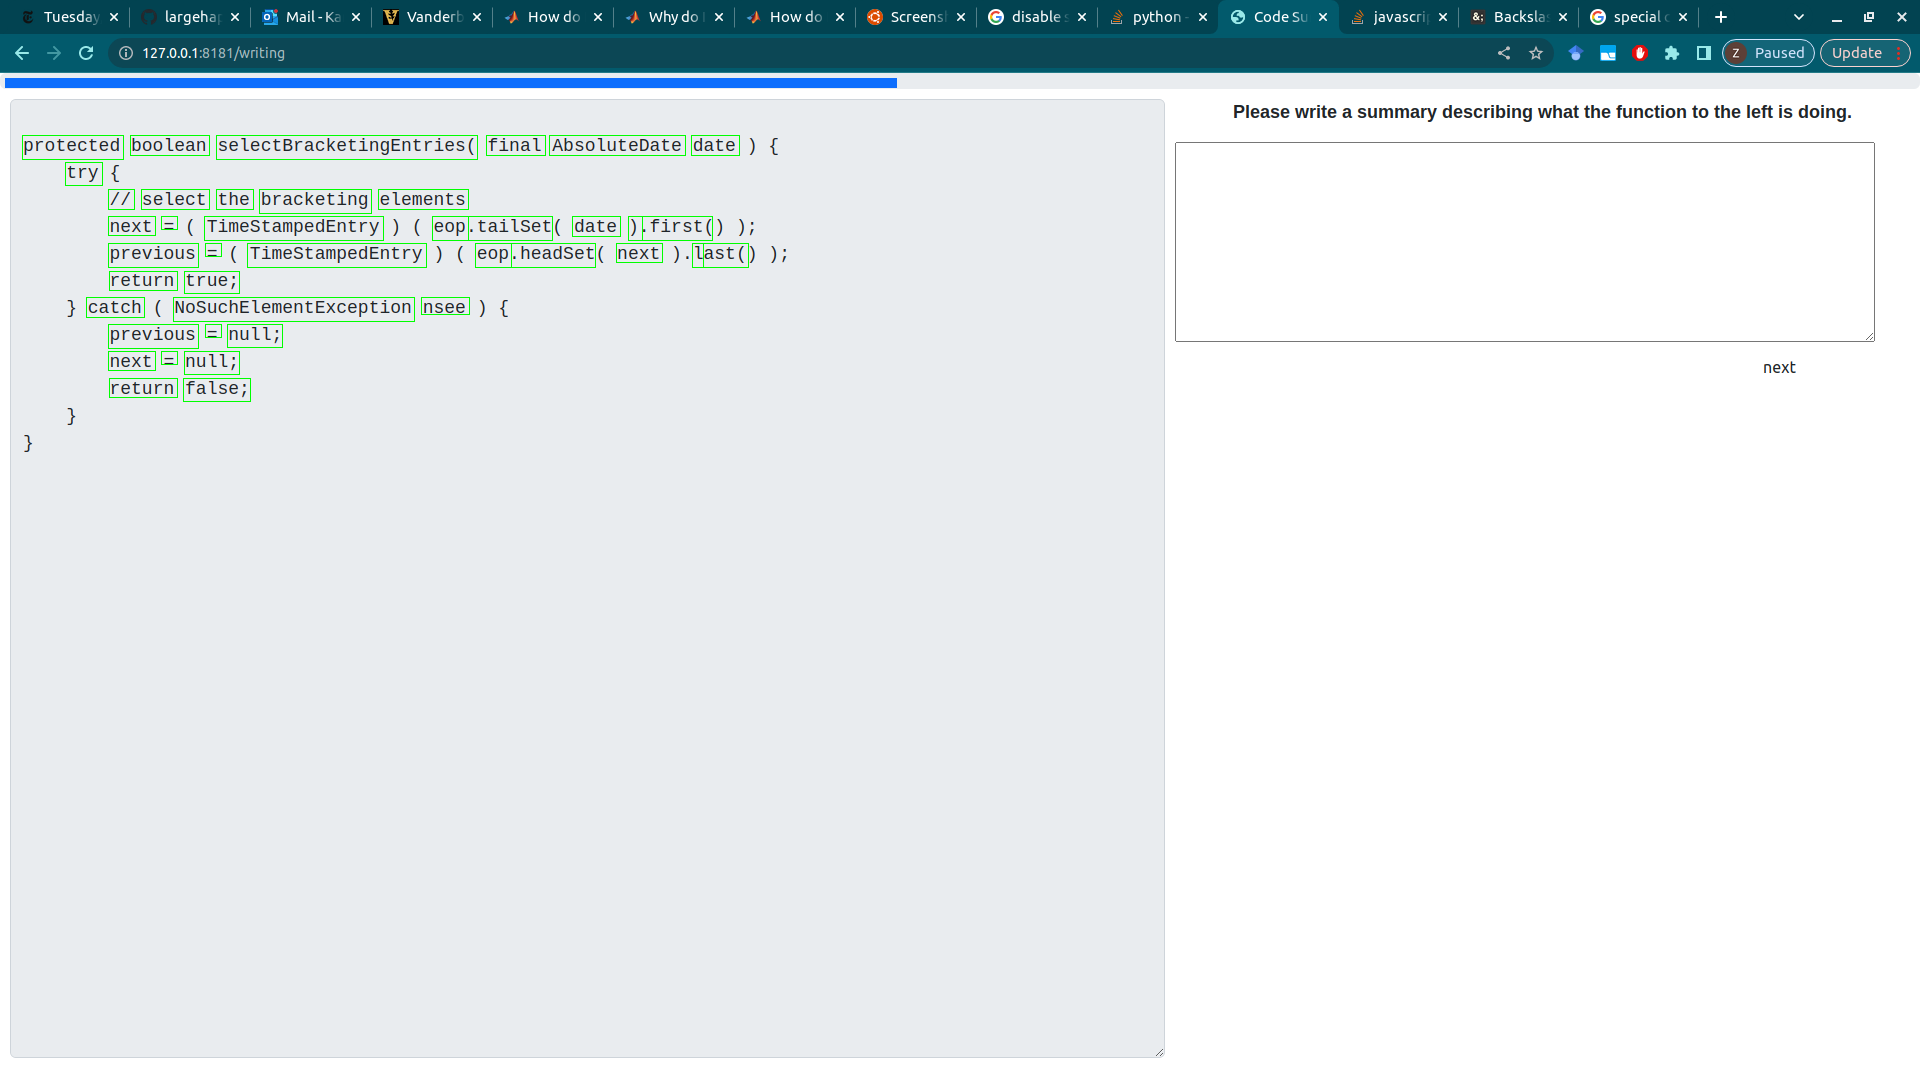 Tuesday
largehap
Mail - Ka
Vanderb
How do
Why do
How do
Screens
disable s
python -
Code Su
javascrip
Backslas
special c
127.0.0.1:8181/writing
Z Paused
Update
protected boolean selectBracketingEntries( final AbsoluteDate date ) {
try {
// select the bracketing elements
next = ( TimeStampedEntry ) ( eop.tailSet( date ).first() );
previous = ( TimeStampedEntry ) ( eop.headSet( next ).last() );
return true;
} catch ( NoSuchElementException nsee ) {
previous = null;
next = null;
return false;
}
}
Please write a summary describing what the function to the left is doing.
next